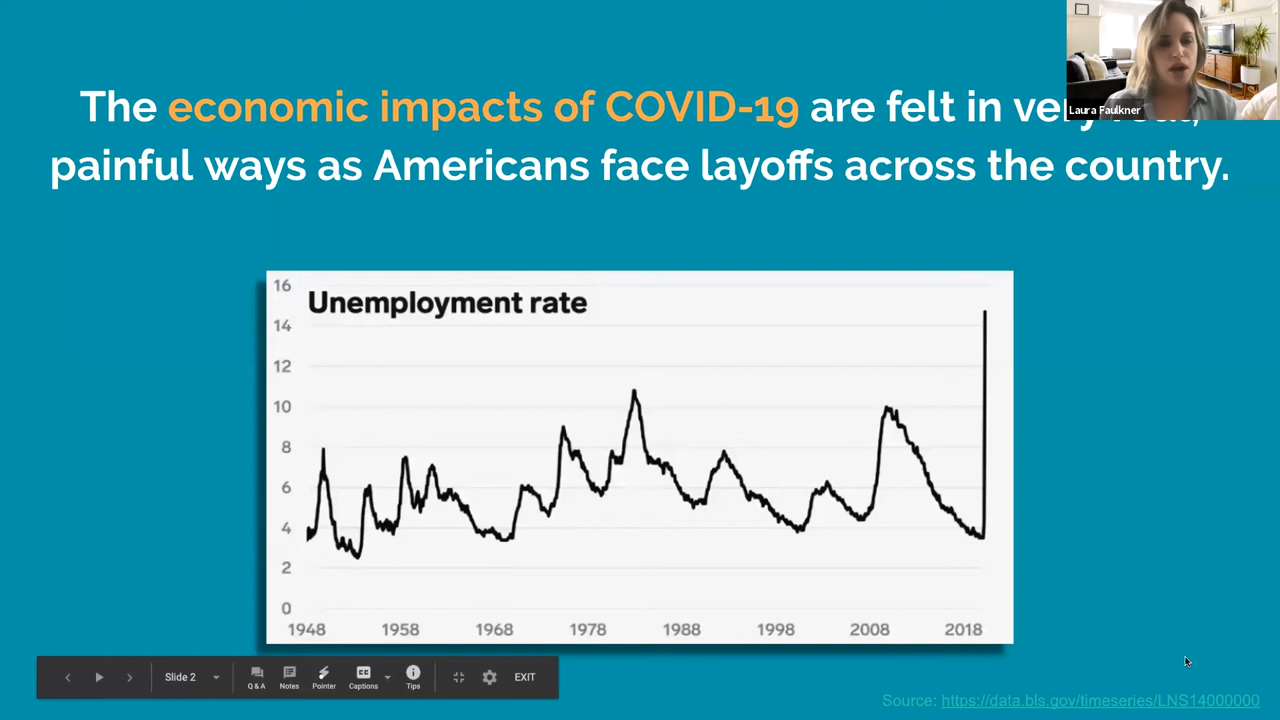 The economic impacts of COVID-19 are felt in very
painful ways as Americans face layoffs across the country.
Laura Faulkner
Unemployment rate
16
14
12
10
8
6
4
2
0
1948 1958 1968 1978 1988 1998 2008 2018
Slide 2
Q & A Notes Pointer Captions Tips EXIT
Source: https://data.bls.gov/timeseries/LNS14000000